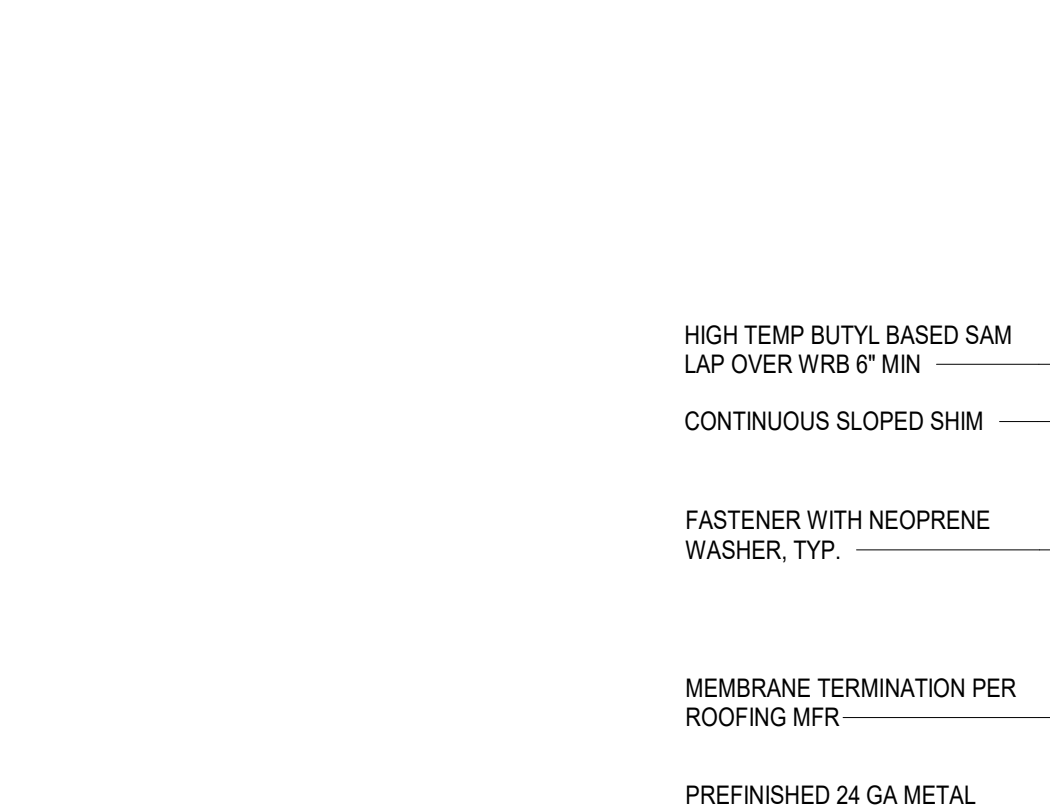 HIGH TEMP BUTYL BASED SAM
LAP OVER WRB 6" MIN
CONTINUOUS SLOPED SHIM
FASTENER WITH NEOPRENE
WASHER, TYP.
MEMBRANE TERMINATION PER
ROOFING MFR
PREFINISHED 24 GA METAL